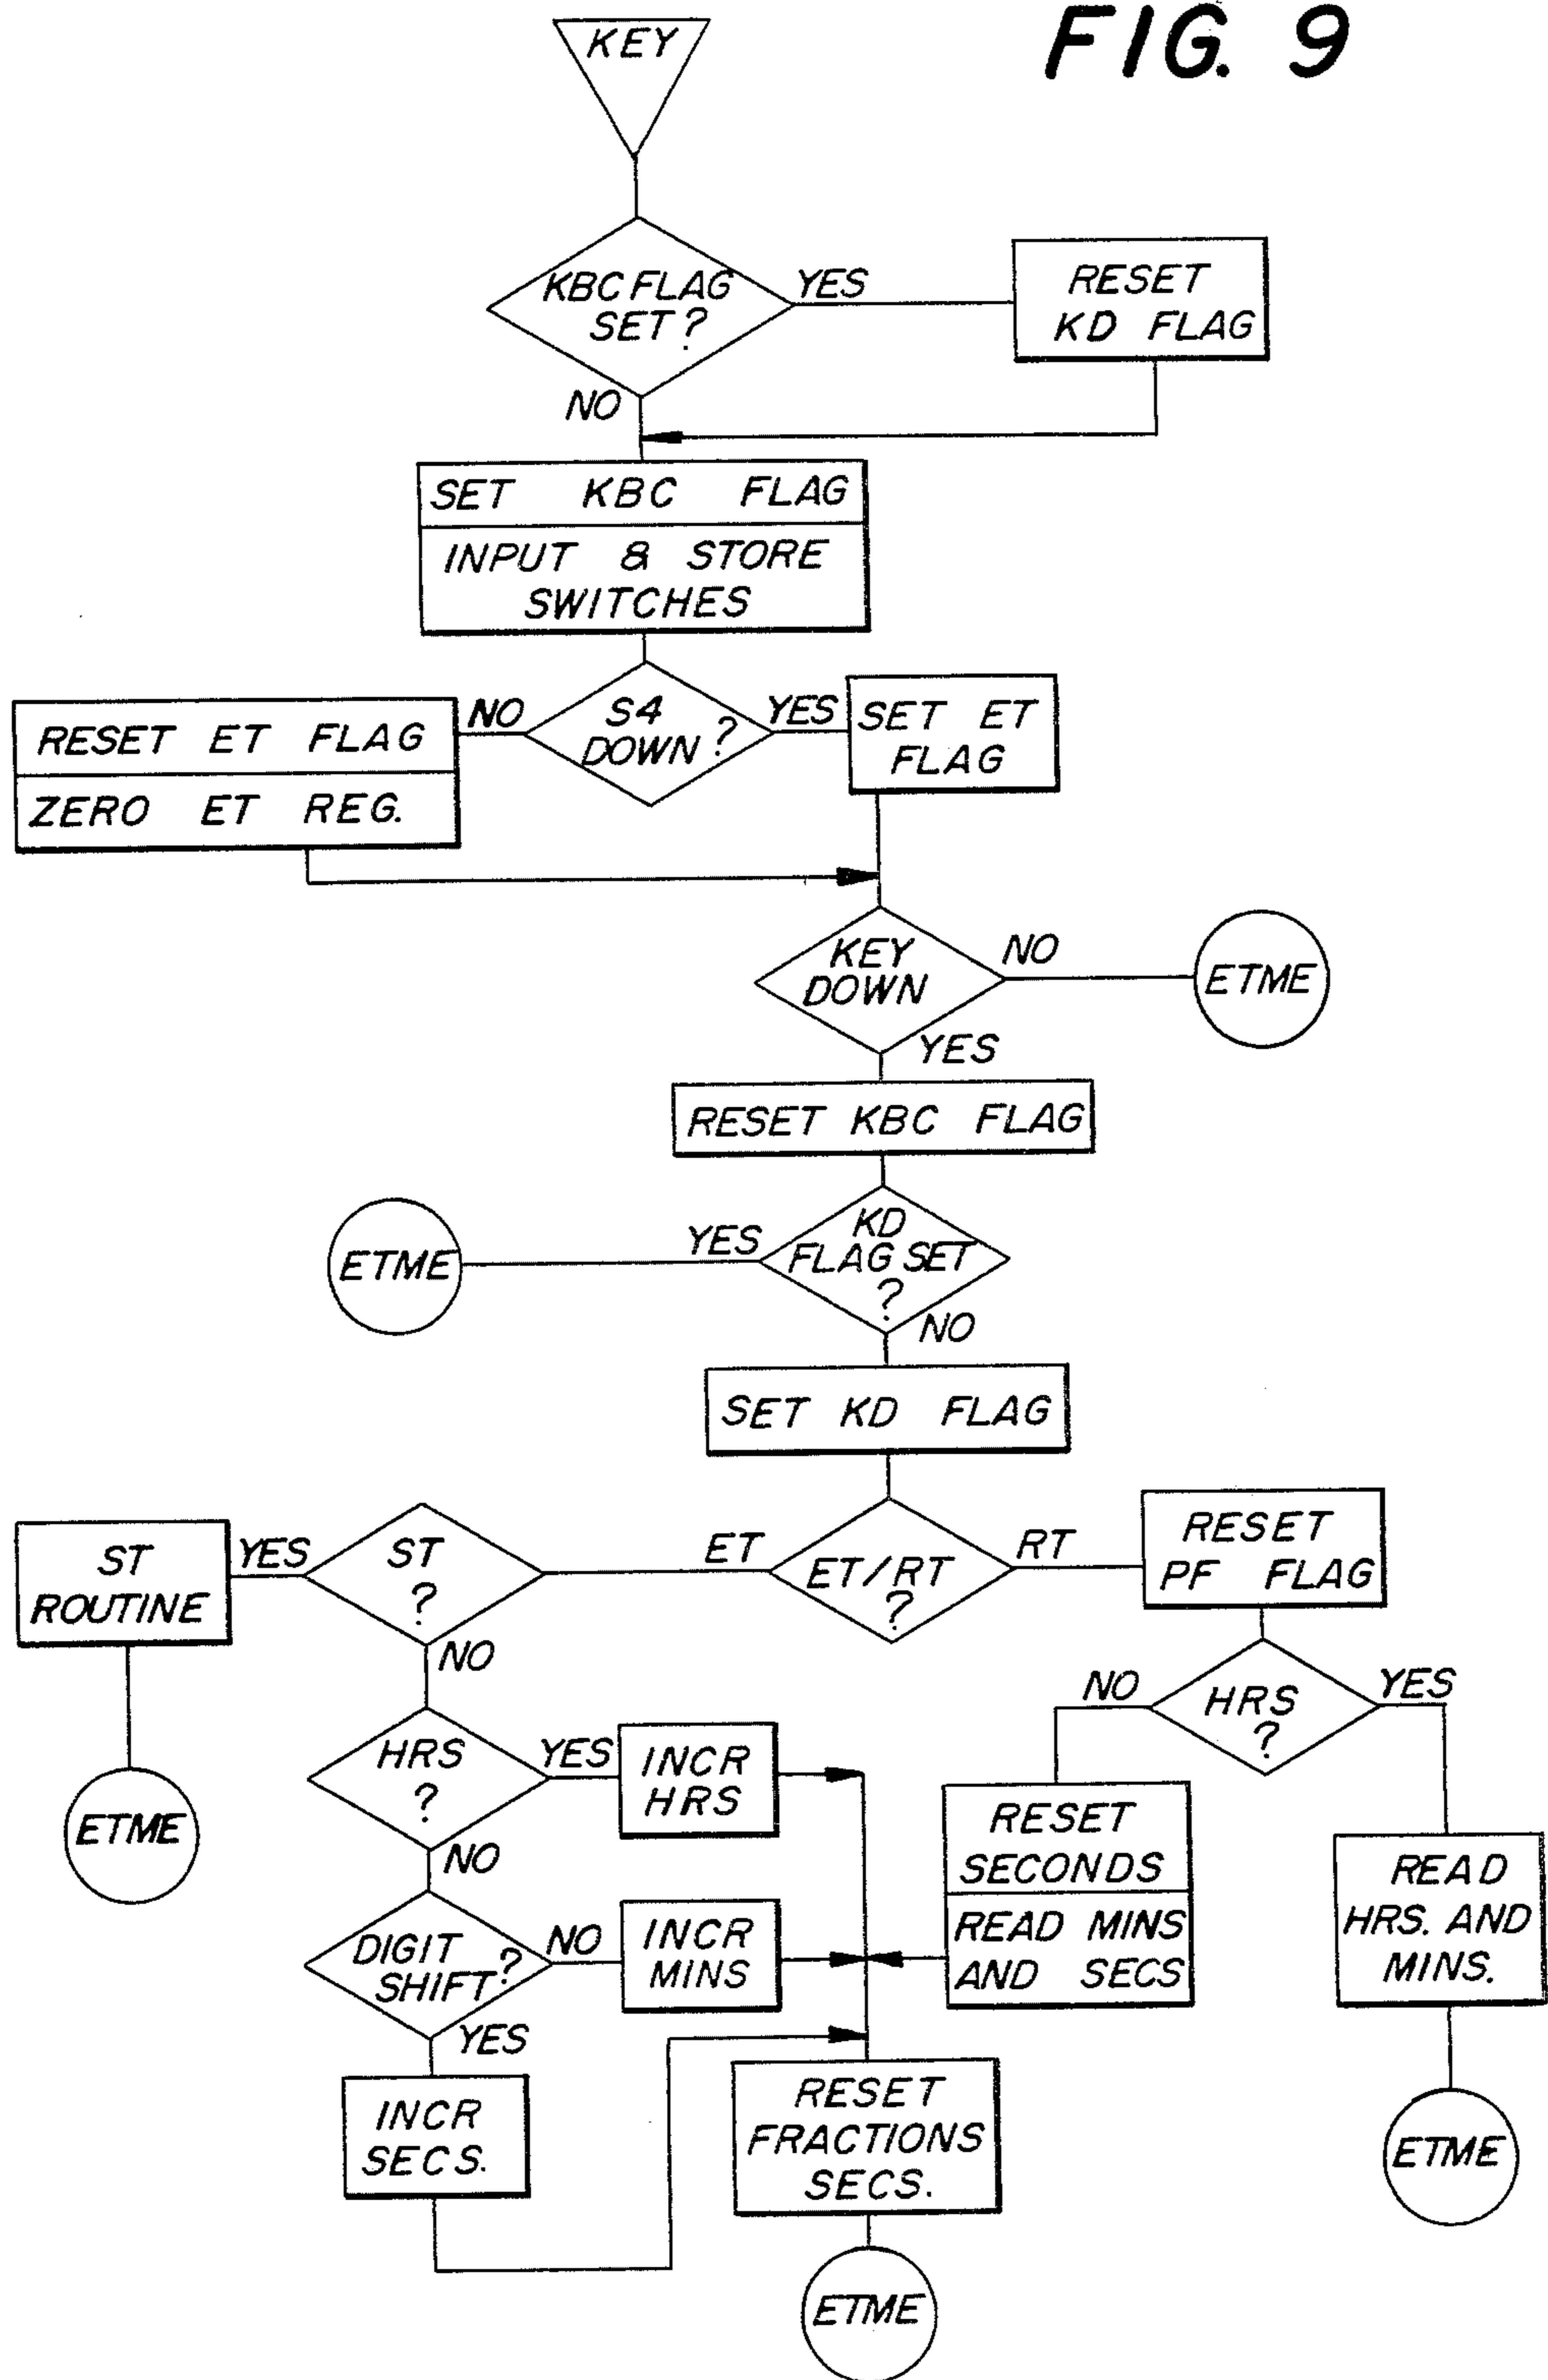 FIG. 9
KEY
KBC FLAG
SET?
YES
RESET
KD FLAG
NO
SET KBC FLAG
INPUT & STORE
SWITCHES
RESET ET FLAG
ZERO ET REG.
NO
S4
DOWN?
YES
SET ET
FLAG
KEY
DOWN
NO
ETME
YES
RESET KBC FLAG
ETME
YES
KD
FLAG SET
?
NO
SET KD FLAG
ST
ROUTINE
YES
ST
?
ET
ET/RT
?
RT
RESET
PF FLAG
NO
NO
HRS
?
YES
ETME
HRS
?
YES
INCR
HRS
RESET
SECONDS
READ MINS
AND SECS
READ
HRS. AND
MINS.
NO
DIGIT
SHIFT?
NO
INCR
MINS
YES
INCR
SECS.
RESET
FRACTIONS
SECS.
ETME
ETME